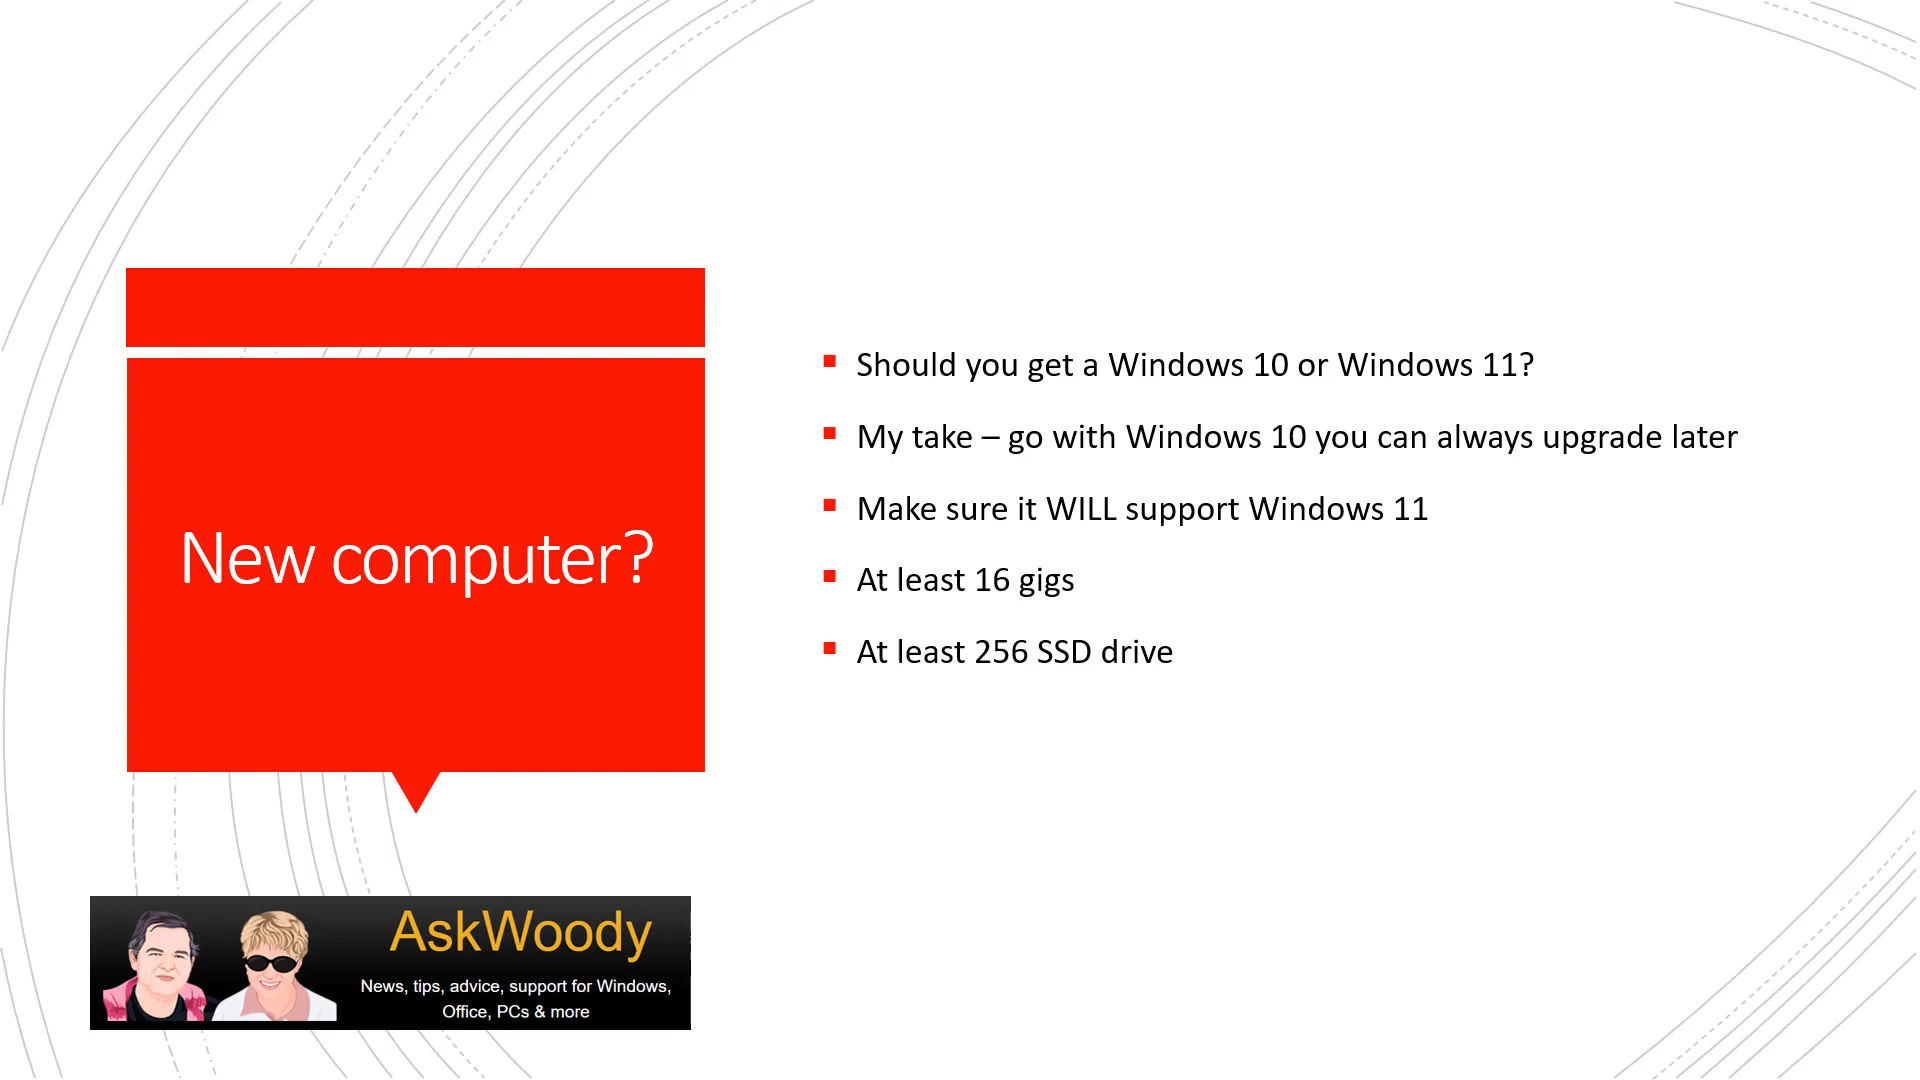 New computer?
Should you get a Windows 10 or Windows 11?
My take – go with Windows 10 you can always upgrade later
Make sure it WILL support Windows 11
At least 16 gigs
At least 256 SSD drive
AskWoody
News, tips, advice, support for Windows,
Office, PCs & more